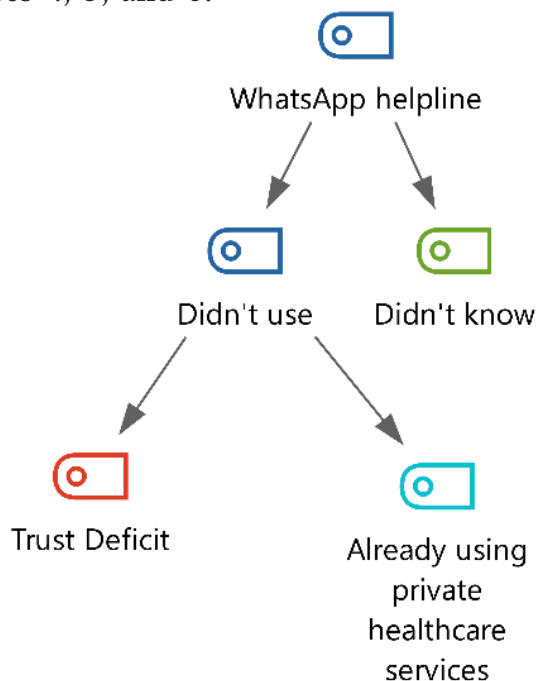 WhatsApp helpline
Didn't use
Didn't know
Trust Deficit
Already using
private
healthcare
services